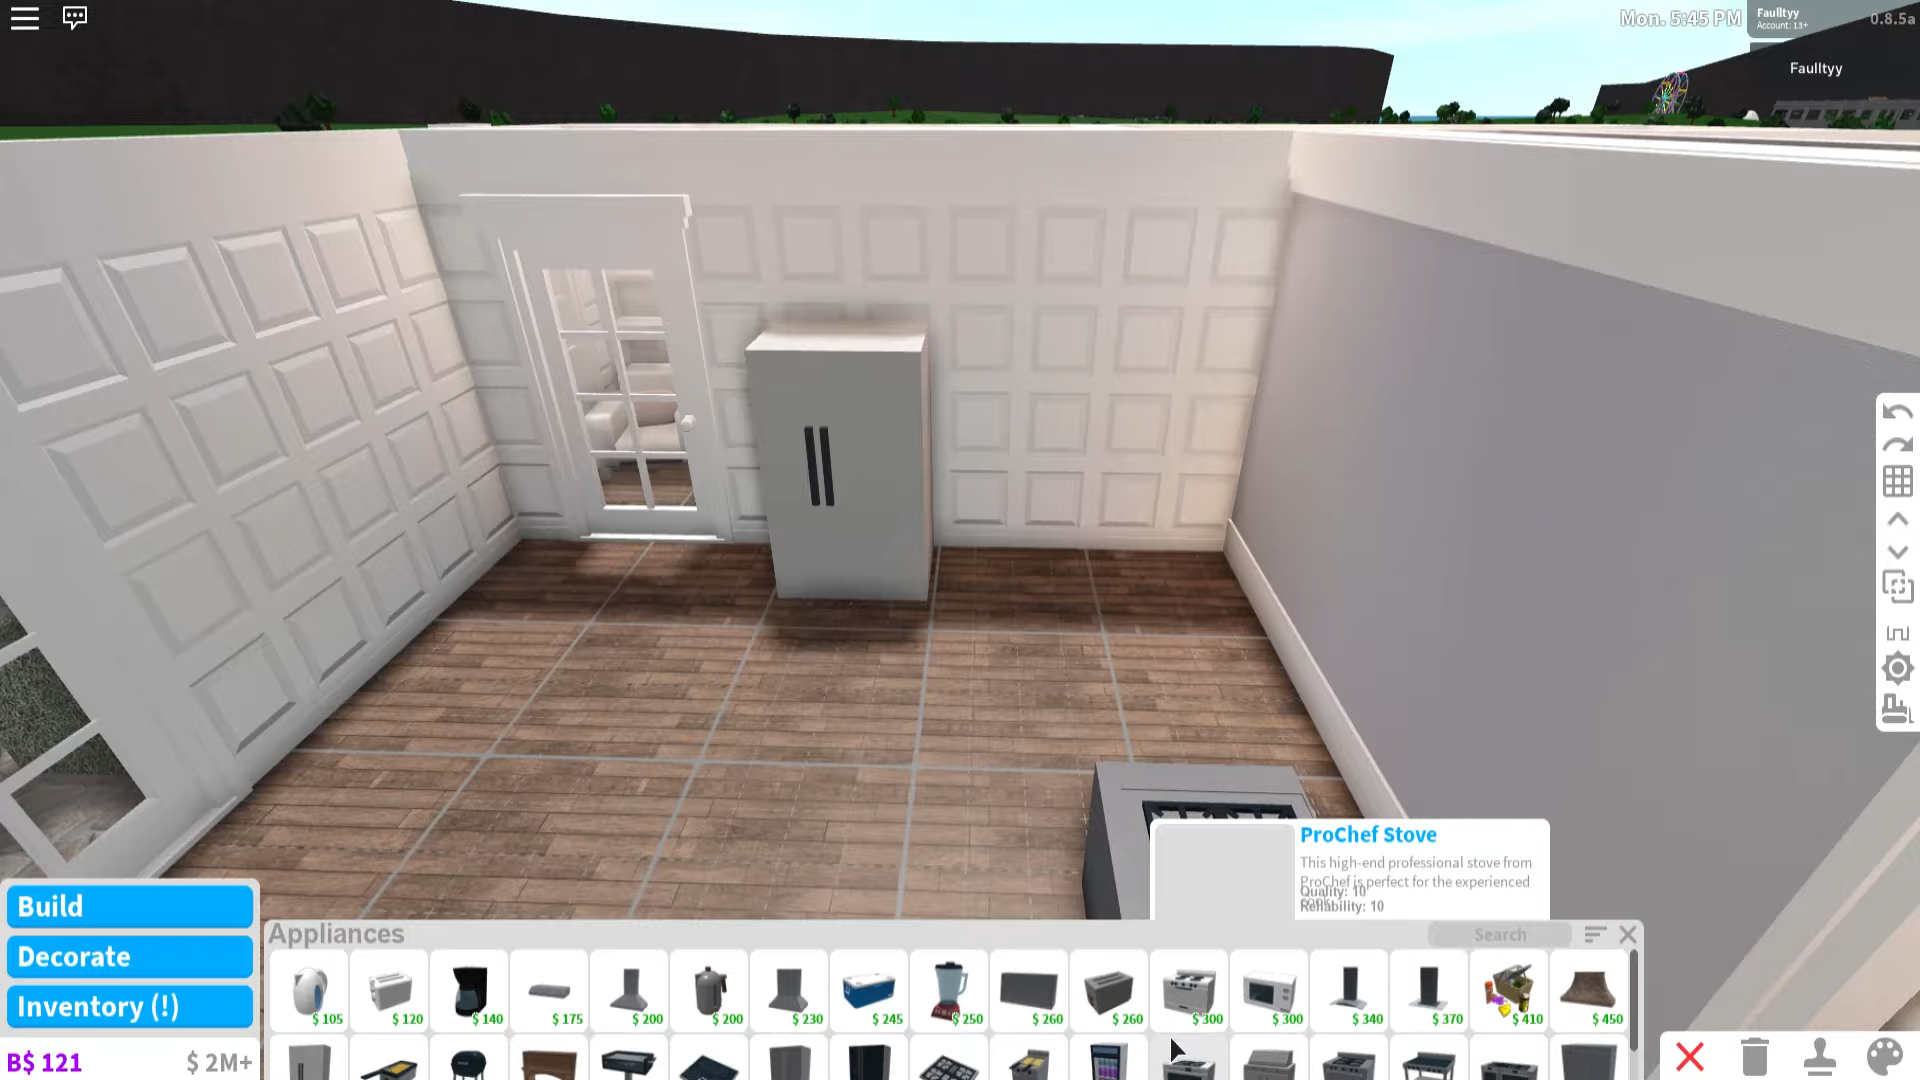 Mon. 5:45 PM
Faulltyy
Account: 13+
0.8.5a
Faulltyy
ProChef Stove
This high-end professional stove from
ProChef is perfect for the experienced
Quality: 10
Reliability: 10
Build
Decorate
Inventory (!)
B$ 121
$ 2M+
Appliances
Search
$ 105
$ 120
$ 140
$ 175
$ 200
$ 200
$ 230
$ 245
$ 250
$ 260
$ 260
$ 300
$ 300
$ 340
$ 370
$ 410
$ 450